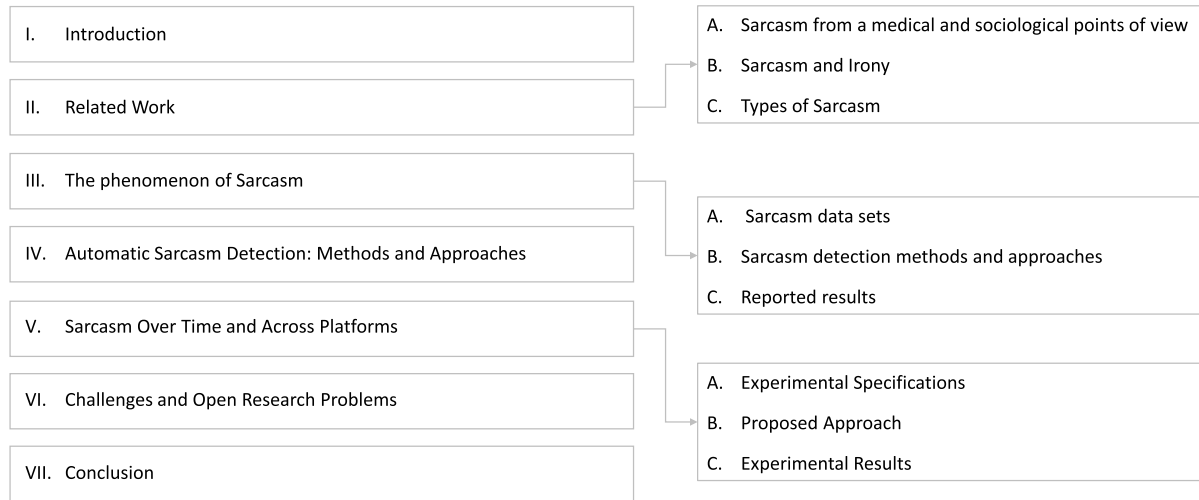 I. Introduction
II. Related Work
III. The phenomenon of Sarcasm
IV. Automatic Sarcasm Detection: Methods and Approaches
V. Sarcasm Over Time and Across Platforms
VI. Challenges and Open Research Problems
VII. Conclusion
A. Sarcasm from a medical and sociological points of view
B. Sarcasm and Irony
C. Types of Sarcasm
A. Sarcasm data sets
B. Sarcasm detection methods and approaches
C. Reported results
A. Experimental Specifications
B. Proposed Approach
C. Experimental Results